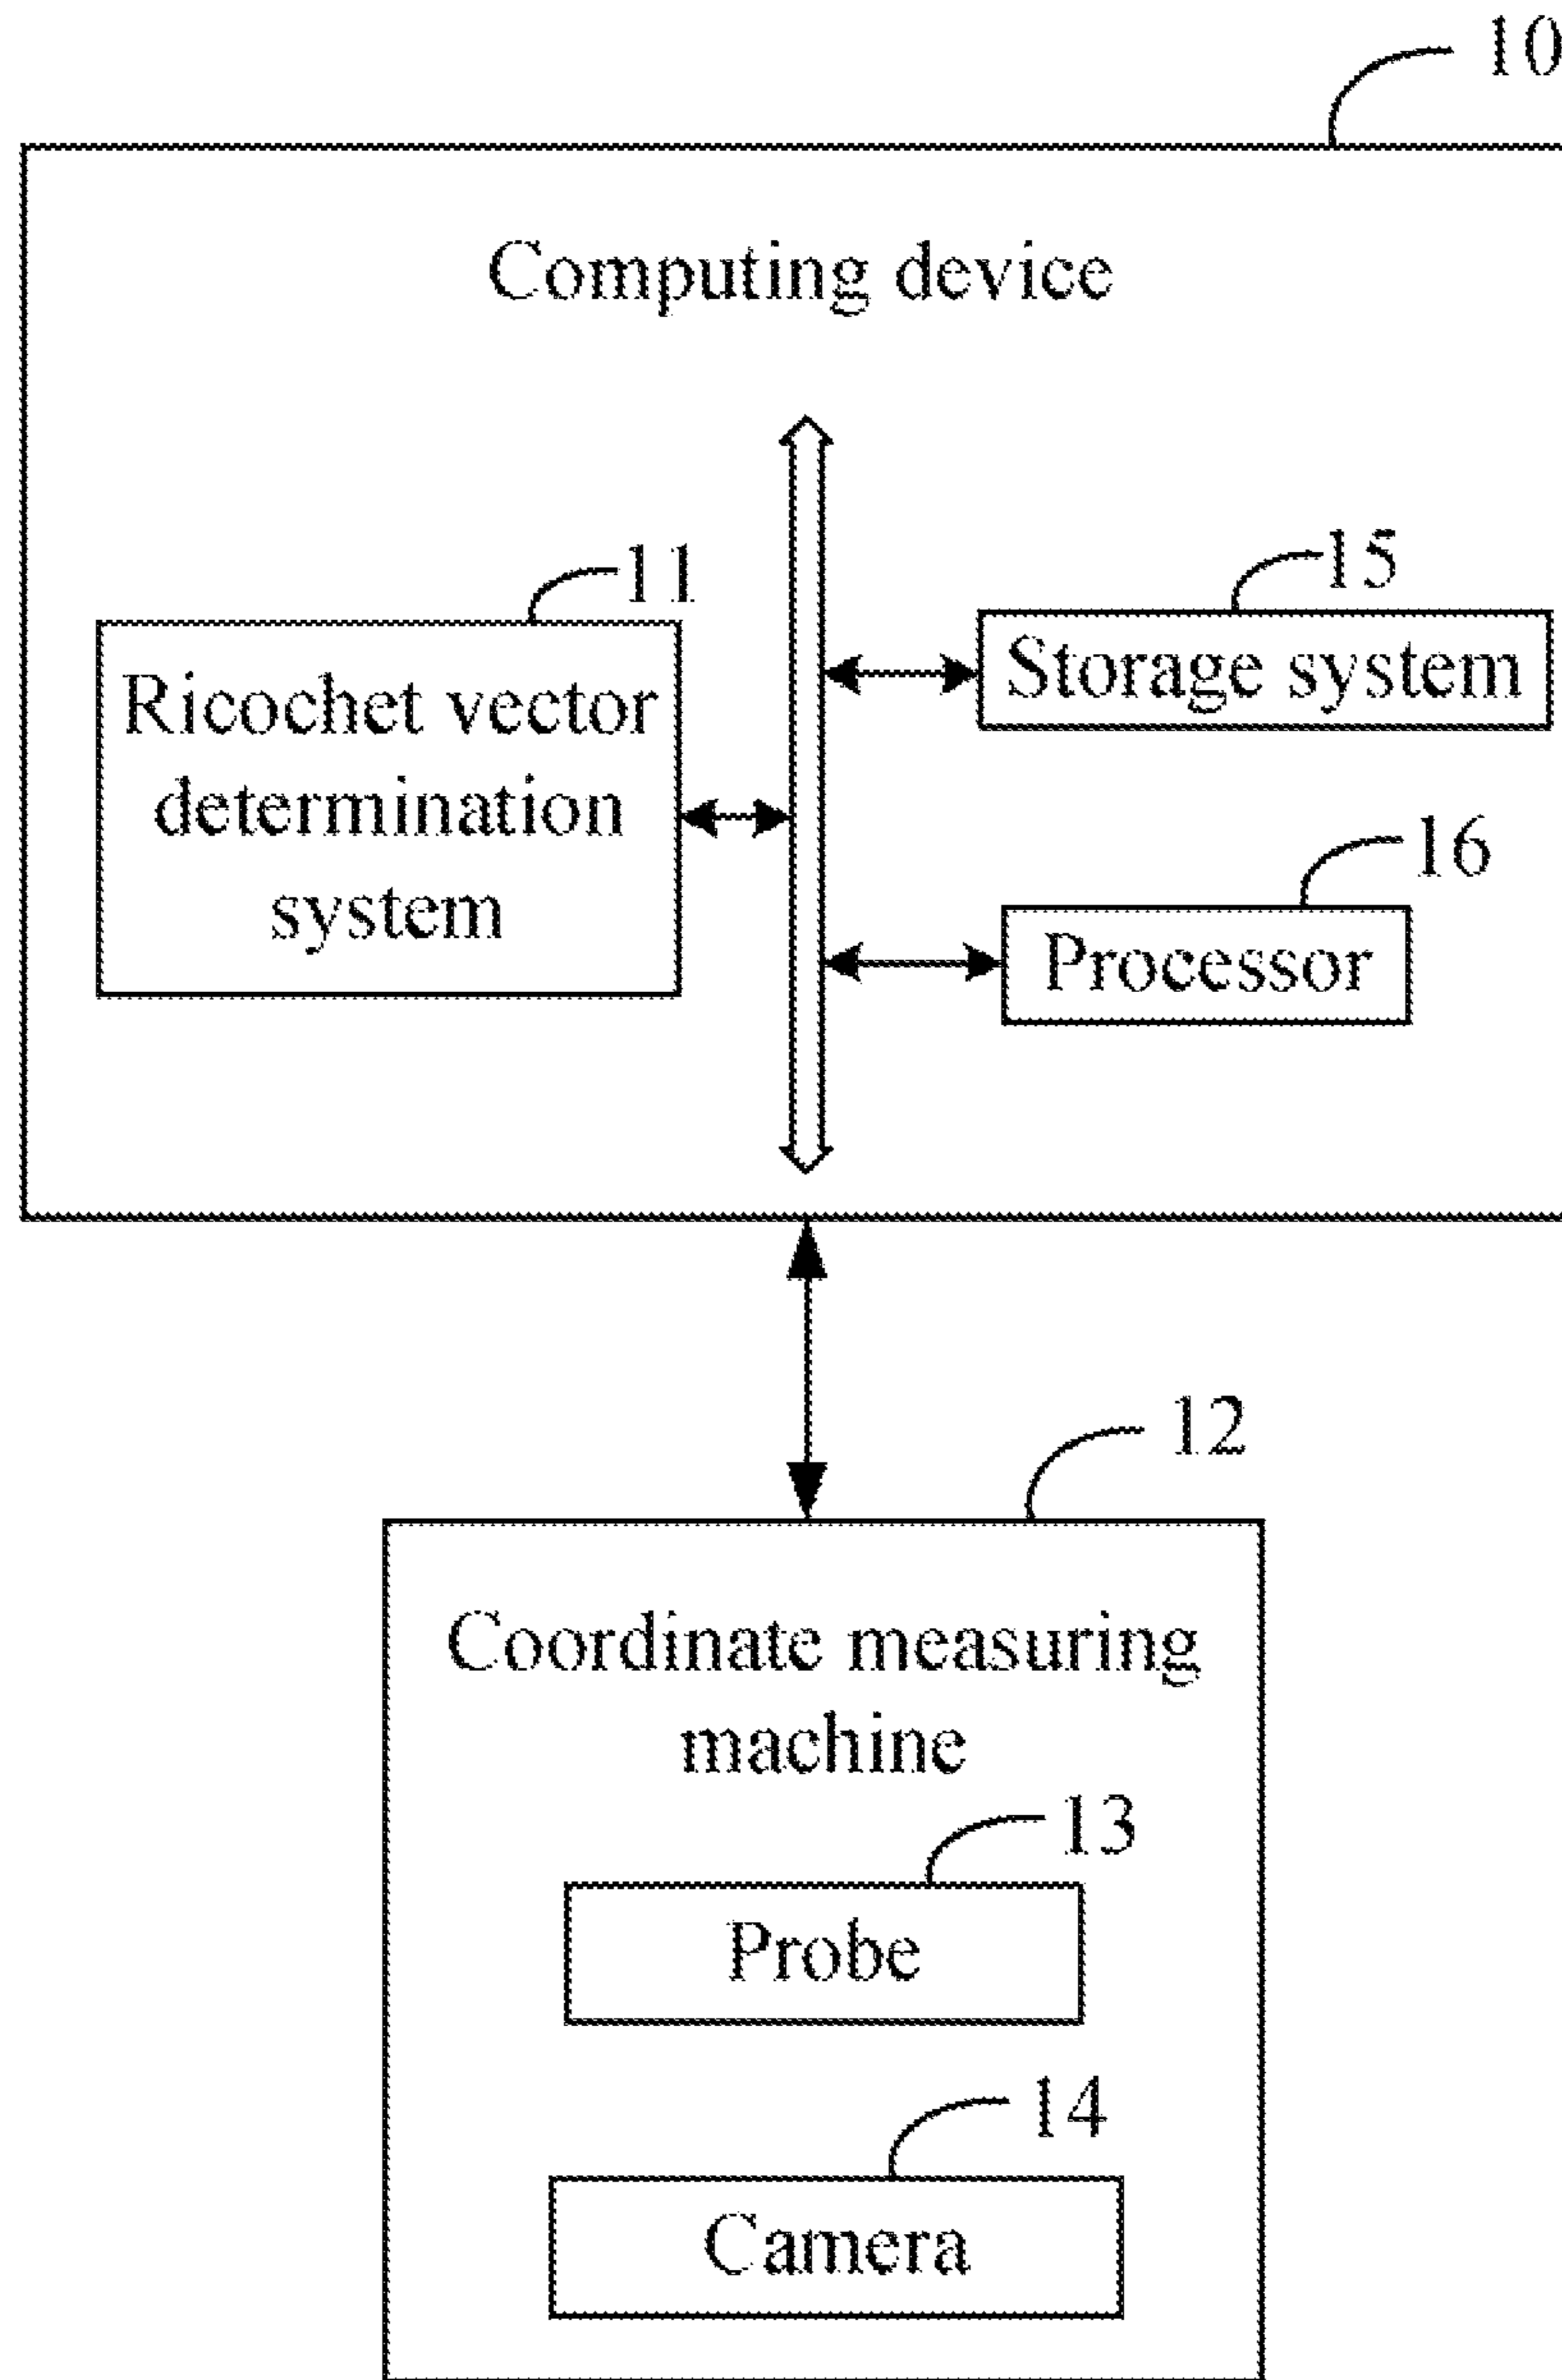 10
Computing device
11
Ricochet vector
determination
system
15
Storage system
16
Processor
12
Coordinate measuring
machine
13
Probe
14
Camera